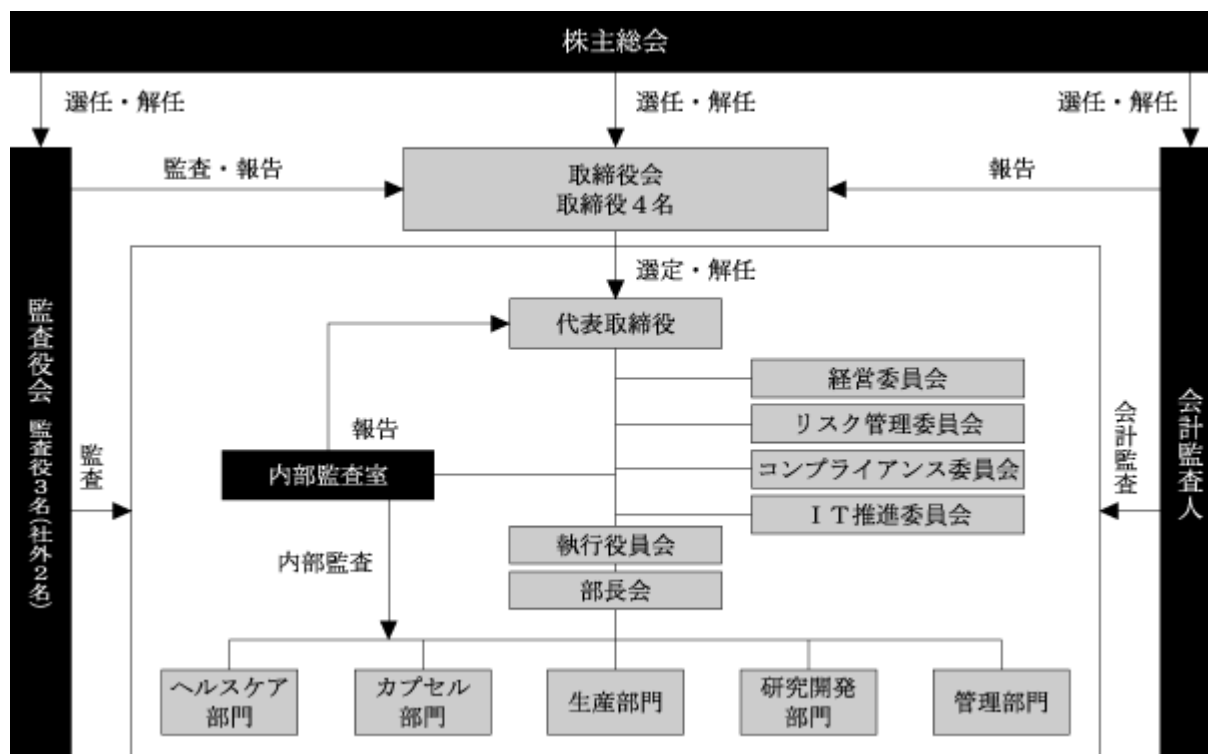 株主総会
選任・解任
選任・解任
選任・解任
監査・報告
取締役会
取締役4名
報告
選定・解任
代表取締役
監査役会 監査役3名(社外2名)
監査
報告
内部監査室
内部監査
経営委員会
リスク管理委員会
コンプライアンス委員会
IT推進委員会
会計監査
会計監査人
執行役員会
部長会
ヘルスケア
部門
カプセル
部門
生産部門
研究開発
部門
管理部門